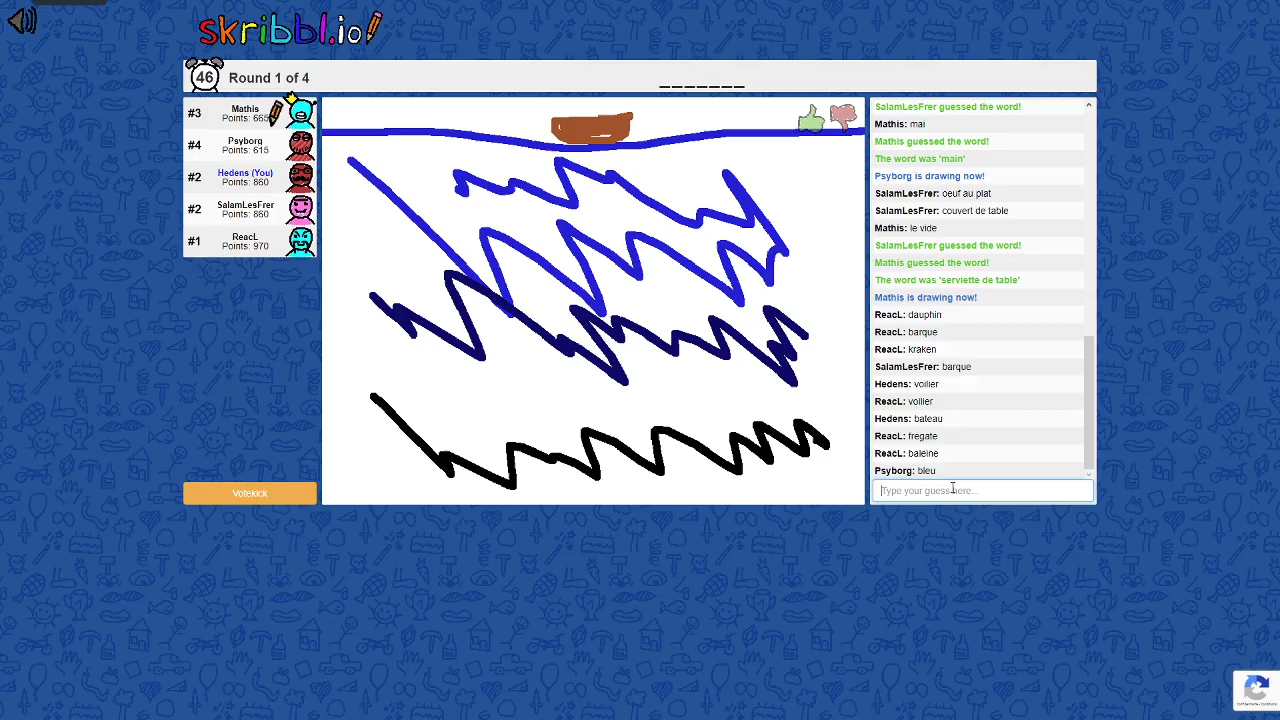 skribbl.io
46
Round 1 of 4
_ _ _ _ _ _ _
#3
Mathis
Points: 665
#4
Psyborg
Points: 615
#2
Hedens (You)
Points: 860
#2
SalamLesFrer
Points: 860
#1
ReacL
Points: 970
Votekick
SalamLesFrer guessed the word!
Mathis: mai
Mathis guessed the word!
The word was 'main'
Psyborg is drawing now!
SalamLesFrer: oeuf au plat
SalamLesFrer: couvert de table
Mathis: le vide
SalamLesFrer guessed the word!
Mathis guessed the word!
The word was 'serviette de table'
Mathis is drawing now!
ReacL: dauphin
ReacL: barque
ReacL: kraken
SalamLesFrer: barque
Hedens: voilier
ReacL: voilier
Hedens: bateau
ReacL: fregate
ReacL: baleine
Psyborg: bleu
Type your guess here...